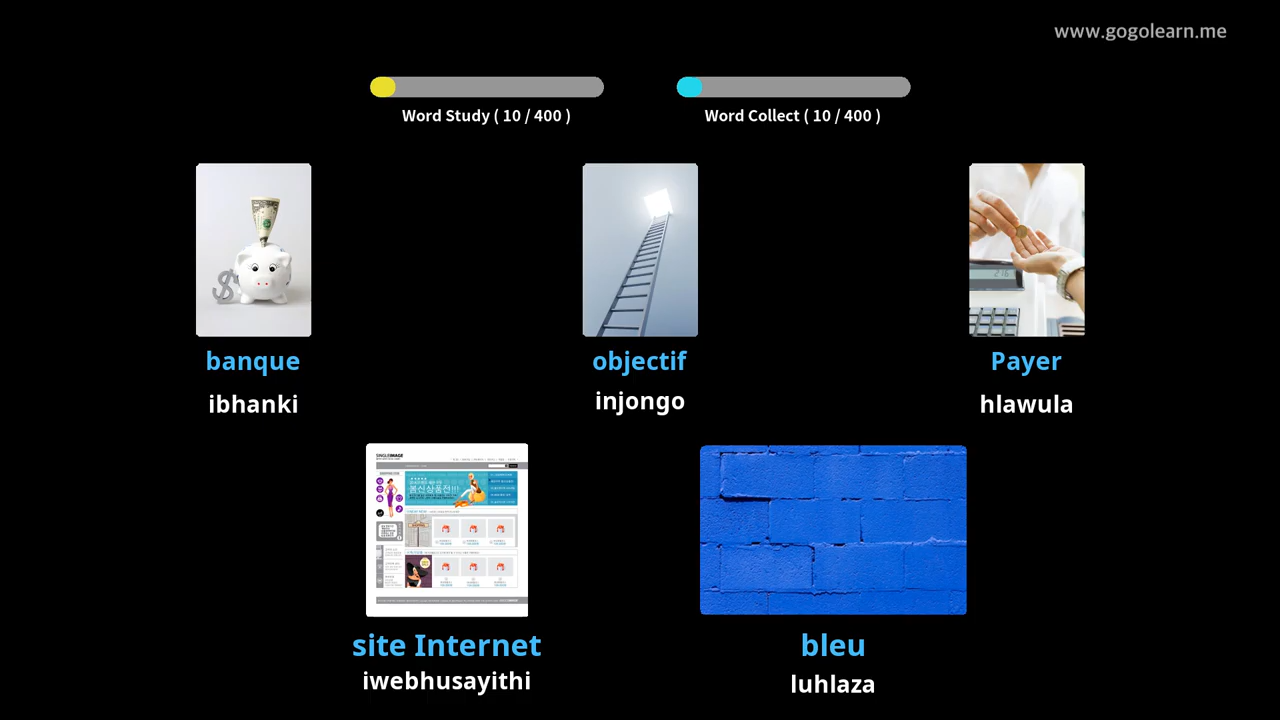 www.gogolearn.me
Word Study ( 10 / 400 )
Word Collect ( 10 / 400 )
banque
objectif
Payer
ibhanki
injongo
hlawula
site Internet
bleu
iwebhusayithi
luhlaza